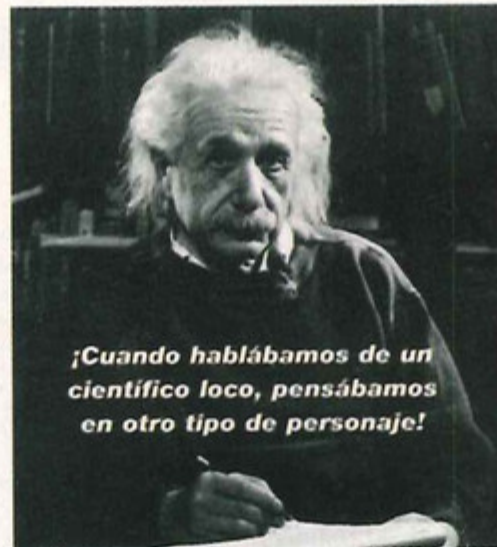 ¡Cuando hablábamos de un
científico loco, pensábamos
en otro tipo de personaje!